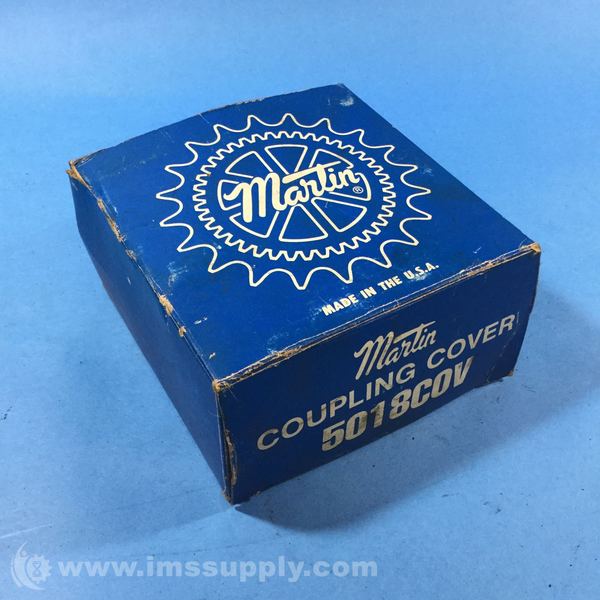 Martin®
MADE IN THE U.S.A.
Martin
COUPLING COVER
5018COV
www.imssupply.com